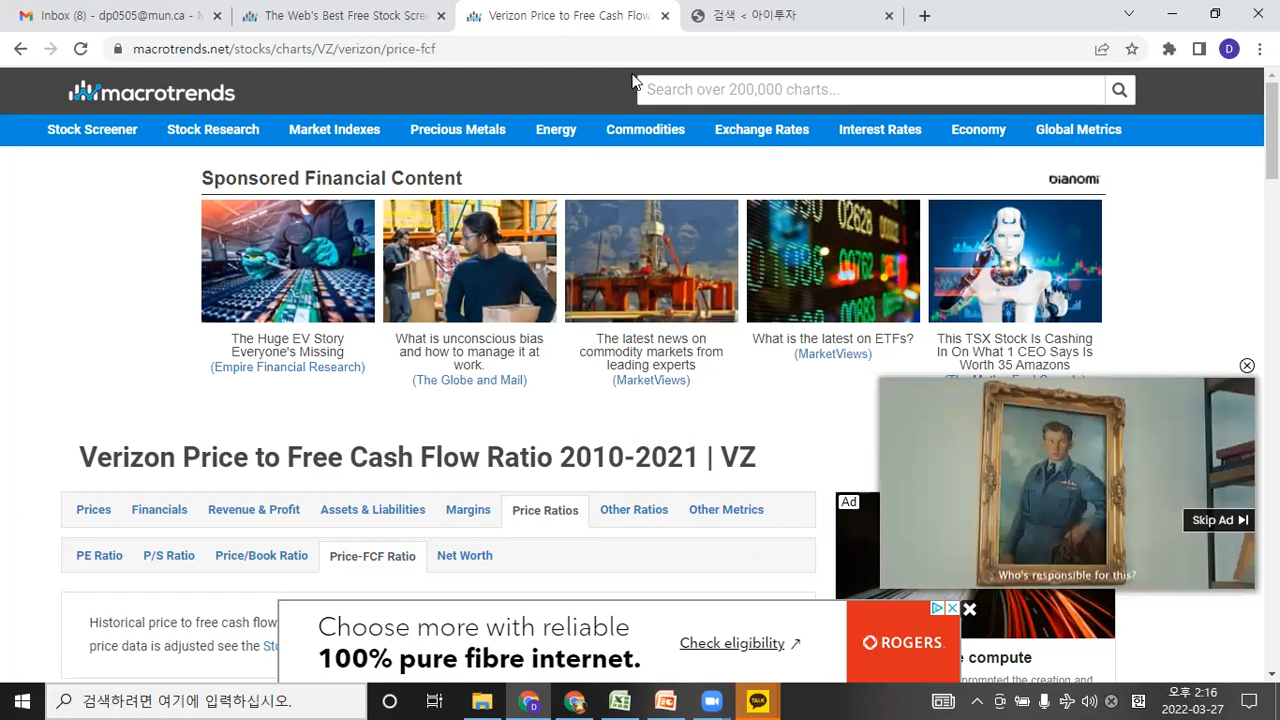 Inbox (8) - dp0505@mun.ca - M
The Web's Best Free Stock Scree
Verizon Price to Free Cash Flow
검색 < 아이투자
macrotrends.net/stocks/charts/VZ/verizon/price-fcf
D
macrotrends
Search over 200,000 charts...
Stock Screener
Stock Research
Market Indexes
Precious Metals
Energy
Commodities
Exchange Rates
Interest Rates
Economy
Global Metrics
Sponsored Financial Content
bianomi
The Huge EV Story
Everyone's Missing
(Empire Financial Research)
What is unconscious bias
and how to manage it at
work.
(The Globe and Mail)
The latest news on
commodity markets from
leading experts
(MarketViews)
What is the latest on ETFs?
(MarketViews)
This TSX Stock Is Cashing
In On What 1 CEO Says Is
Worth 35 Amazons
Verizon Price to Free Cash Flow Ratio 2010-2021 | VZ
Prices
Financials
Revenue & Profit
Assets & Liabilities
Margins
Price Ratios
Other Ratios
Other Metrics
PE Ratio
P/S Ratio
Price/Book Ratio
Price-FCF Ratio
Net Worth
Ad
Skip Ad
Who's responsible for this?
Historical price to free cash flow
price data is adjusted see the Sto
Choose more with reliable
100% pure fibre internet.
Check eligibility ↗
ROGERS.
e compute
prompted the creation and
검색하려면 여기에 입력하십시오.
D
TALK
오후 2:16
2022-03-27